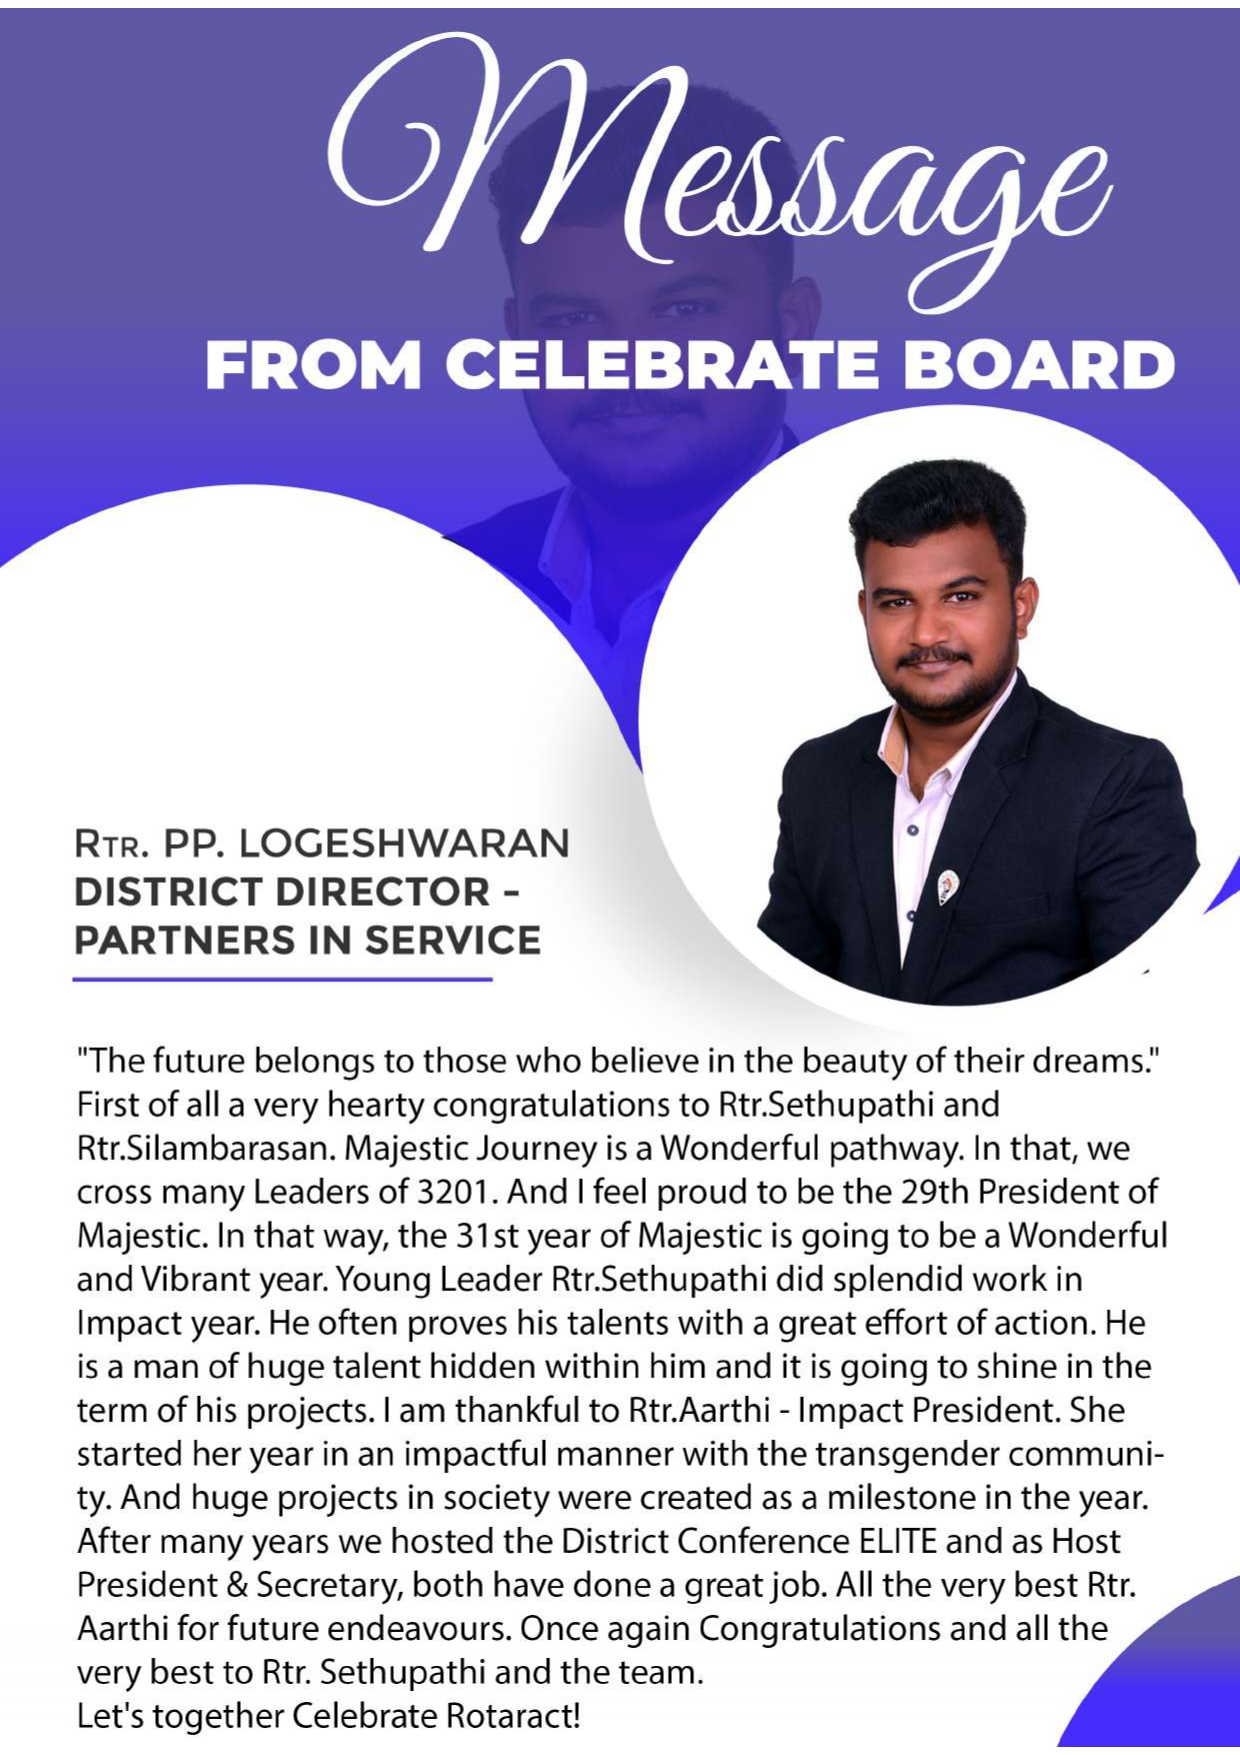 Message
FROM CELEBRATE BOARD
RTR. PP. LOGESHWARAN
DISTRICT DIRECTOR -
PARTNERS IN SERVICE
"The future belongs to those who believe in the beauty of their dreams."
First of all a very hearty congratulations to Rtr.Sethupathi and
Rtr.Silambarasan. Majestic Journey is a Wonderful pathway. In that, we
cross many Leaders of 3201. And I feel proud to be the 29th President of
Majestic. In that way, the 31st year of Majestic is going to be a Wonderful
and Vibrant year. Young Leader Rtr.Sethupathi did splendid work in
Impact year. He often proves his talents with a great effort of action. He
is a man of huge talent hidden within him and it is going to shine in the
term of his projects. I am thankful to Rtr.Aarthi - Impact President. She
started her year in an impactful manner with the transgender communi-
ty. And huge projects in society were created as a milestone in the year.
After many years we hosted the District Conference ELITE and as Host
President & Secretary, both have done a great job. All the very best Rtr.
Aarthi for future endeavours. Once again Congratulations and all the
very best to Rtr. Sethupathi and the team.
Let's together Celebrate Rotaract!